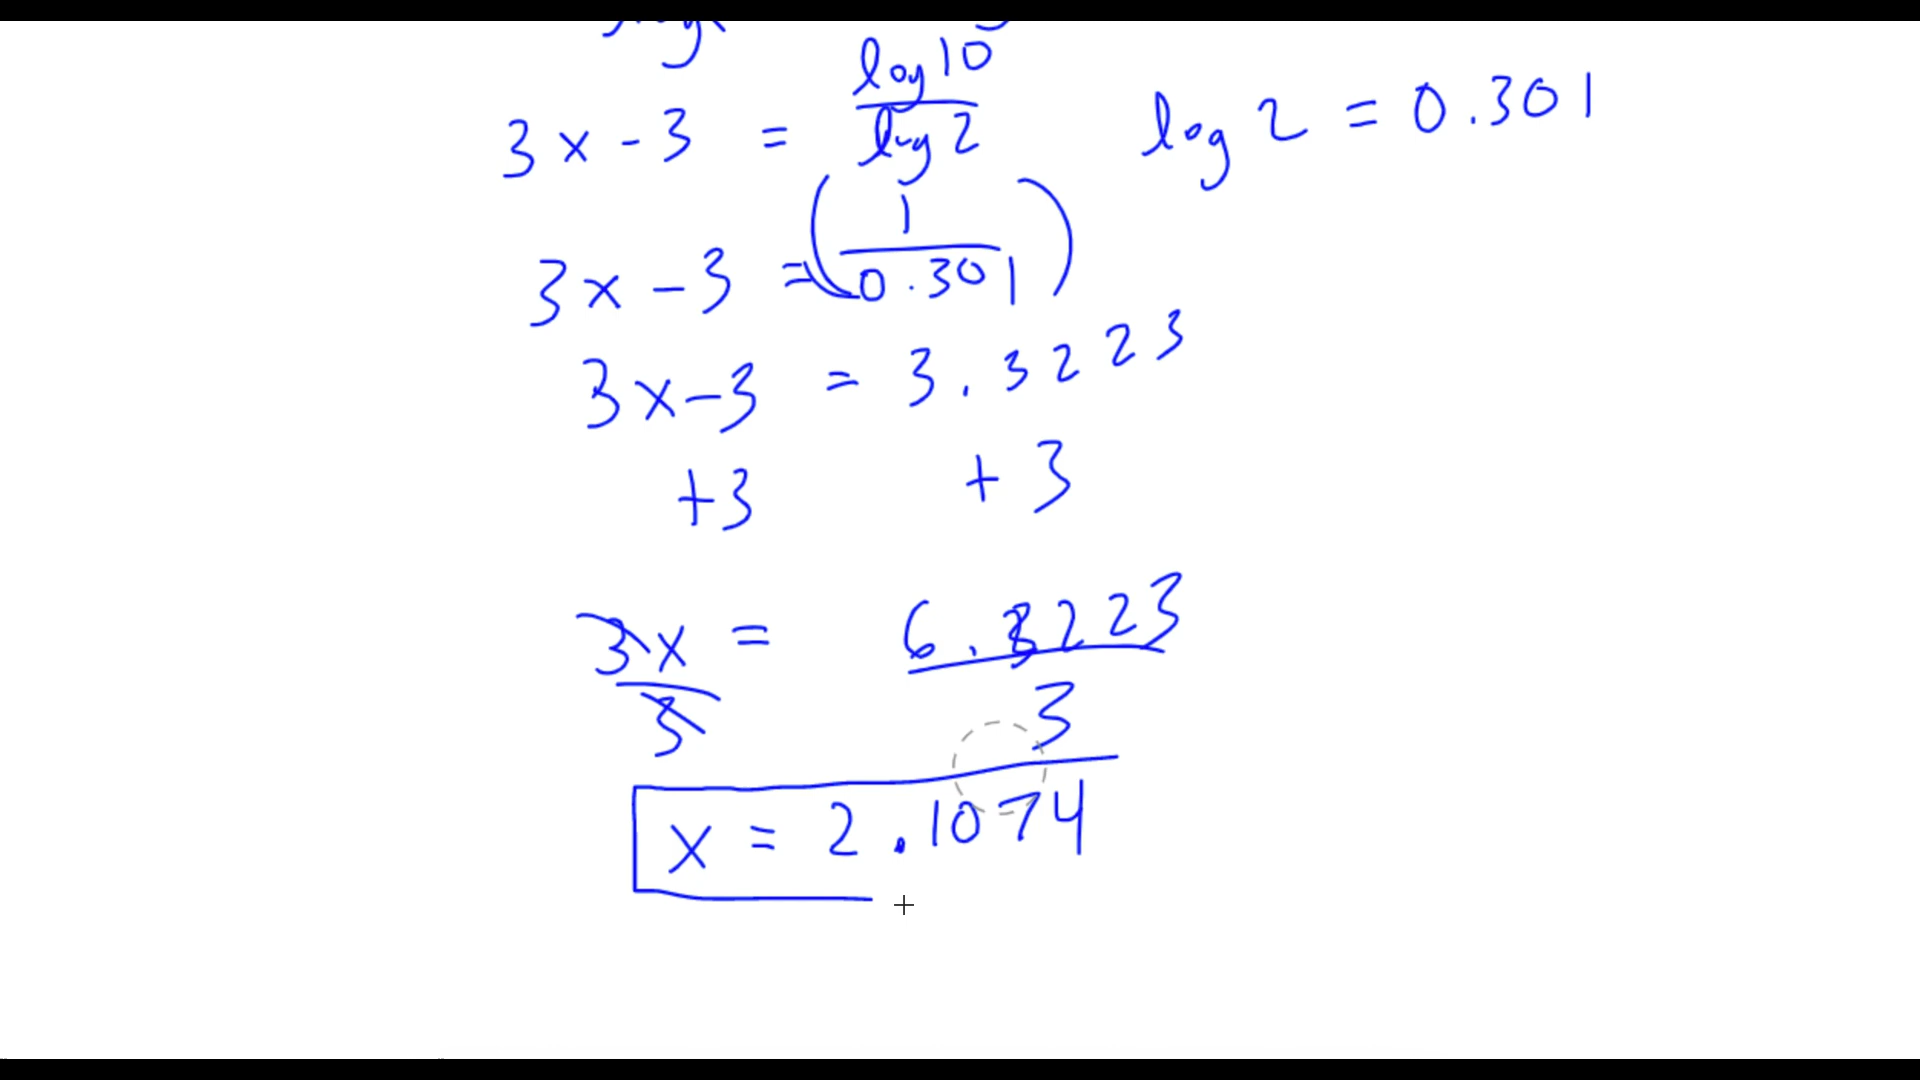 3x - 3 = log 10 / log 2
log 2 = 0.301
3x - 3 = (1 / 0.301)
3x - 3 = 3.3223
+3 +3
3x / 3 = 6.3223 / 3
x = 2.1074